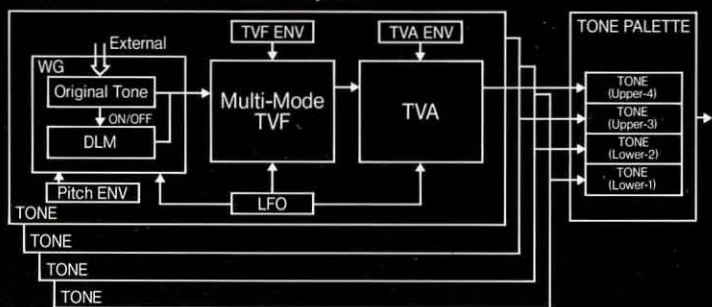 TVF ENV
TVA ENV
TONE PALETTE
External
WG
Original Tone
ON/OFF
DLM
Multi-Mode
TVF
TVA
TONE
(Upper-4)
TONE
(Upper-3)
TONE
(Lower-2)
TONE
(Lower-1)
Pitch ENV
LFO
TONE
TONE
TONE
TONE